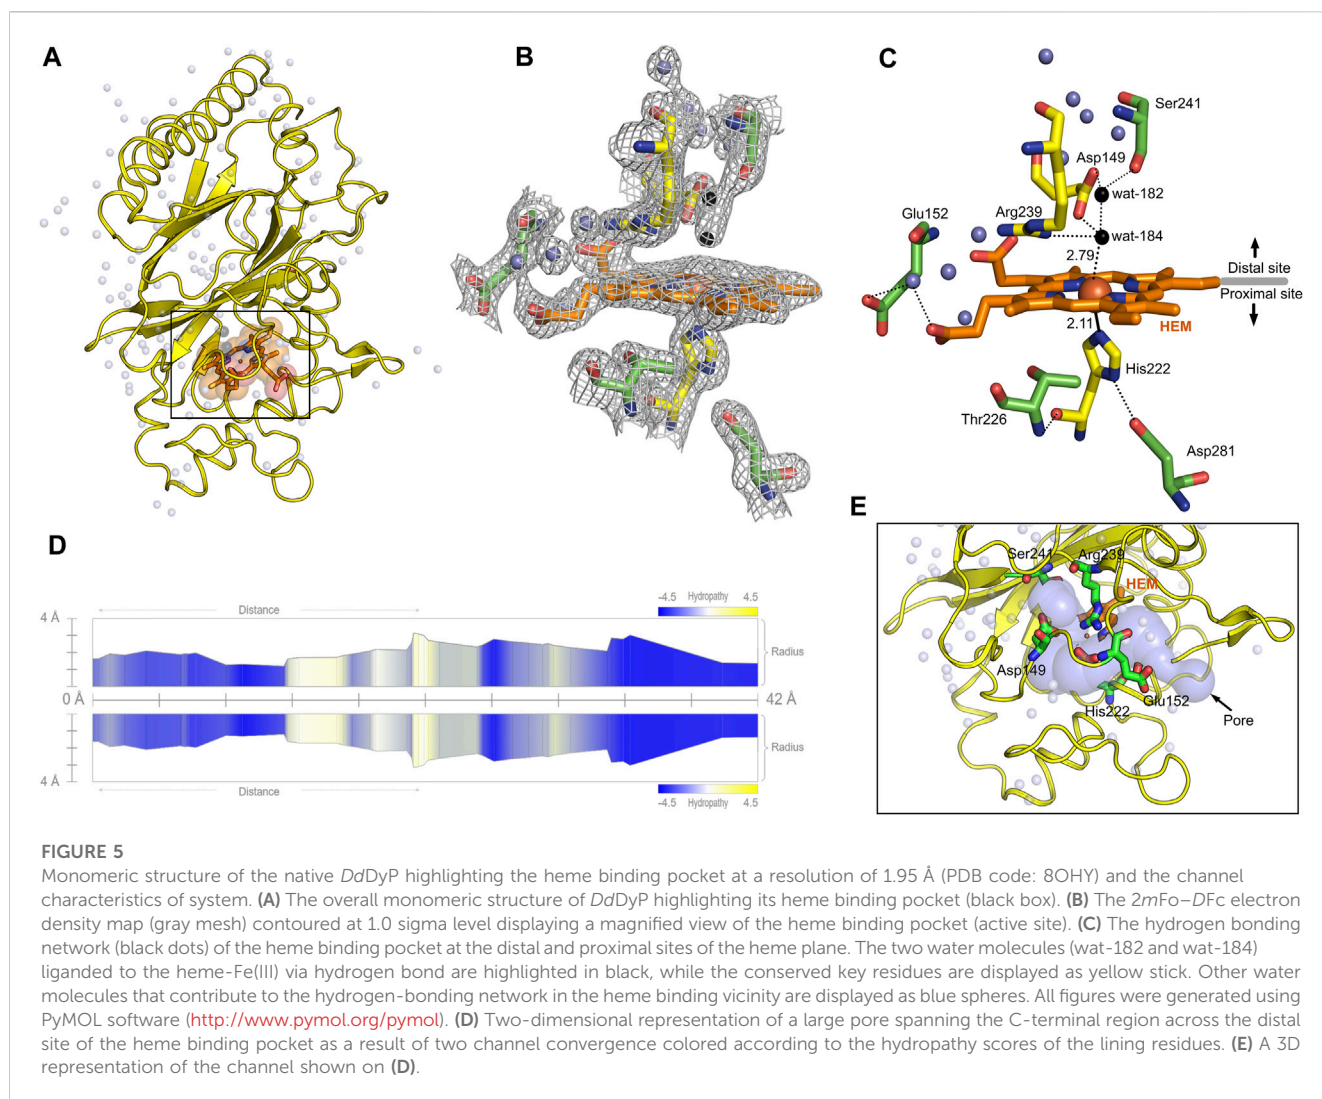 A
B
C
Ser241
Asp149
wat-182
Glu152
Arg239
wat-184
2.79
Distal site
Proximal site
2.11
HEM
His222
Thr226
Asp281
D
Distance
-4.5 Hydropathy 4.5
4 Å
Radius
0 Å
42 Å
Radius
4 Å
Distance
-4.5 Hydropathy 4.5
E
Ser241
Arg239
HEM
Asp149
Glu152
His222
Pore
FIGURE 5
Monomeric structure of the native DdDyP highlighting the heme binding pocket at a resolution of 1.95 Å (PDB code: 8OHY) and the channel
characteristics of system. (A) The overall monomeric structure of DdDyP highlighting its heme binding pocket (black box). (B) The 2mFo–DFc electron
density map (gray mesh) contoured at 1.0 sigma level displaying a magnified view of the heme binding pocket (active site). (C) The hydrogen bonding
network (black dots) of the heme binding pocket at the distal and proximal sites of the heme plane. The two water molecules (wat-182 and wat-184)
liganded to the heme-Fe(III) via hydrogen bond are highlighted in black, while the conserved key residues are displayed as yellow stick. Other water
molecules that contribute to the hydrogen-bonding network in the heme binding vicinity are displayed as blue spheres. All figures were generated using
PyMOL software (http://www.pymol.org/pymol). (D) Two-dimensional representation of a large pore spanning the C-terminal region across the distal
site of the heme binding pocket as a result of two channel convergence colored according to the hydropathy scores of the lining residues. (E) A 3D
representation of the channel shown on (D).